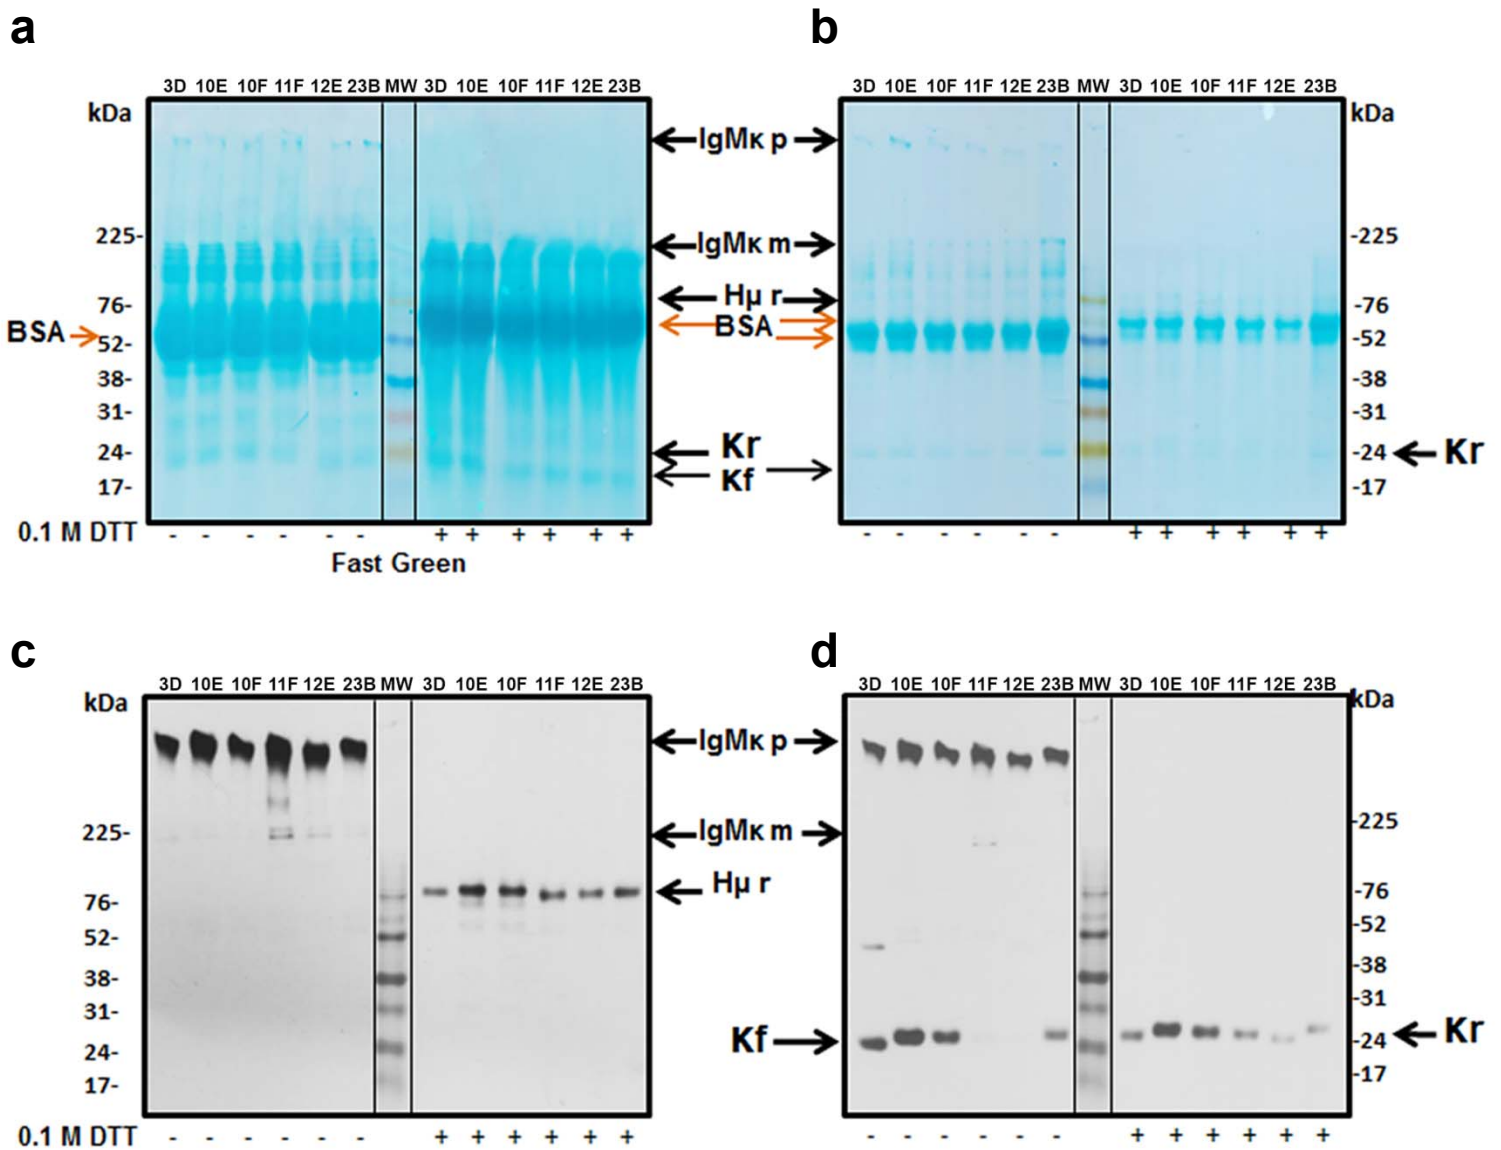 a
b
3D 10E 10F 11F 12E 23B MW 3D 10E 10F 11F 12E 23B
3D 10E 10F 11F 12E 23B MW 3D 10E 10F 11F 12E 23B
kDa
kDa
IgMκ p
225-
IgMκ m
-225
Hμ r
76-
-76
BSA
BSA
52-
-52
38-
-38
31-
-31
Kr
24-
-24
Kr
Kf
17-
-17
0.1 M DTT
- - - - - - + + + + + +
- - - - - - + + + + + +
Fast Green
c
d
3D 10E 10F 11F 12E 23B MW 3D 10E 10F 11F 12E 23B
3D 10E 10F 11F 12E 23B MW 3D 10E 10F 11F 12E 23B
kDa
kDa
IgMκ p
225-
IgMκ m
-225
Hμ r
76-
-76
52-
-52
38-
-38
31-
-31
Kf
24-
-24
Kr
17-
-17
0.1 M DTT
- - - - - - + + + + + +
- - - - - - + + + + + +